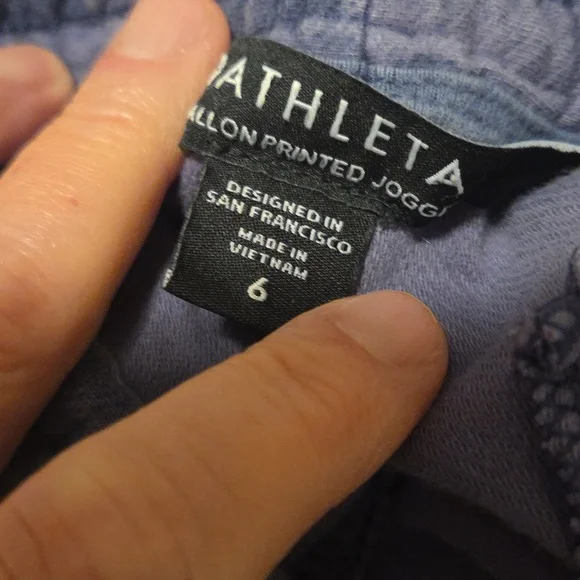 ATHLETA
ALLON PRINTED JOGG
DESIGNED IN
SAN FRANCISCO
MADE IN
VIETNAM
6